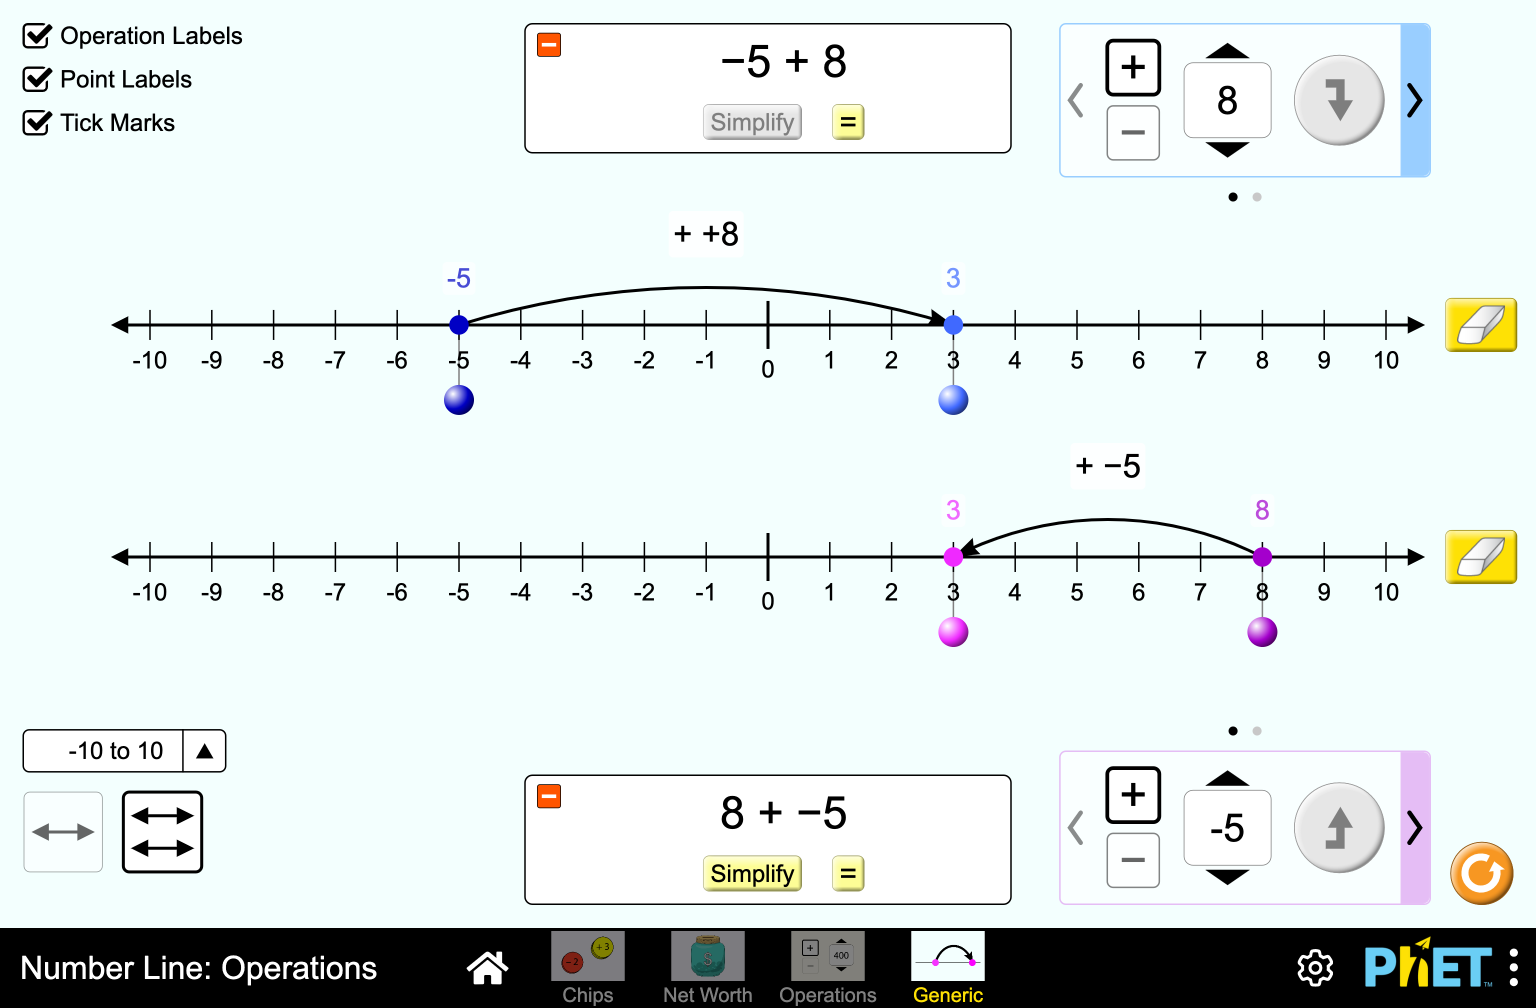 Operation Labels
Point Labels
Tick Marks
−5 + 8
Simplify =
+
8
−
+ +8
-5 3
-10 -9 -8 -7 -6 -5 -4 -3 -2 -1 0 1 2 3 4 5 6 7 8 9 10
+ −5
3 8
-10 -9 -8 -7 -6 -5 -4 -3 -2 -1 0 1 2 3 4 5 6 7 8 9 10
-10 to 10
8 + −5
Simplify =
+
-5
−
Number Line: Operations
-2 +3
Chips
$
Net Worth
+ 400 −
Operations
Generic
PhET™